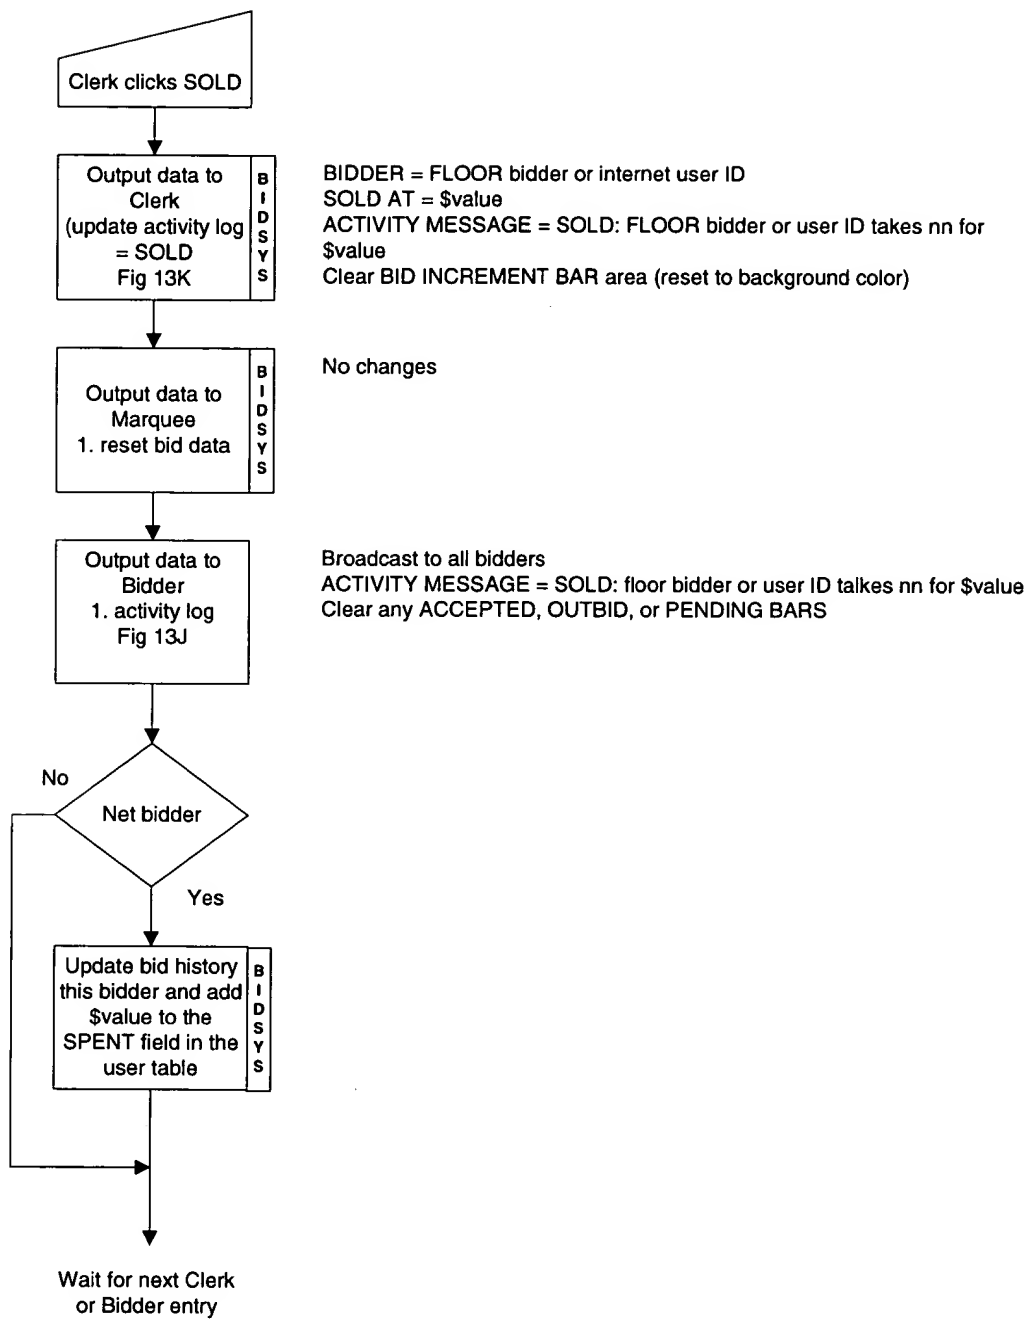 Clerk clicks SOLD
Output data to
Clerk
(update activity log
= SOLD
Fig 13K
BIDSYS
BIDDER = FLOOR bidder or internet user ID
SOLD AT = $value
ACTIVITY MESSAGE = SOLD: FLOOR bidder or user ID takes nn for
$value
Clear BID INCREMENT BAR area (reset to background color)
Output data to
Marquee
1. reset bid data
BIDSYS
No changes
Output data to
Bidder
1. activity log
Fig 13J
Broadcast to all bidders
ACTIVITY MESSAGE = SOLD: floor bidder or user ID talkes nn for $value
Clear any ACCEPTED, OUTBID, or PENDING BARS
No
Net bidder
Yes
Update bid history
this bidder and add
$value to the
SPENT field in the
user table
BIDSYS
Wait for next Clerk
or Bidder entry